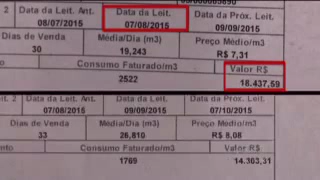 2 Data da Leit. Ant. Data da Leit. Data da Próx. Leit.
08/07/2015 07/08/2015 09/09/2015
Dias de Venda Média/Dia (m3) Preço Médio/m3
30 19,243 R$ 7,31
Consumo Faturado/m3 Valor R$
2522 18.437,59
Leit. 2 Data da Leit. Ant. Data da Leit. Data da Próx. Leit.
07/08/2015 09/09/2015 07/10/2015
Dias de Venda Média/Dia (m3) Preço Médio/m3
33 26,810 R$ 8,08
ento Consumo Faturado/m3 Valor R$
1769 14.363,31